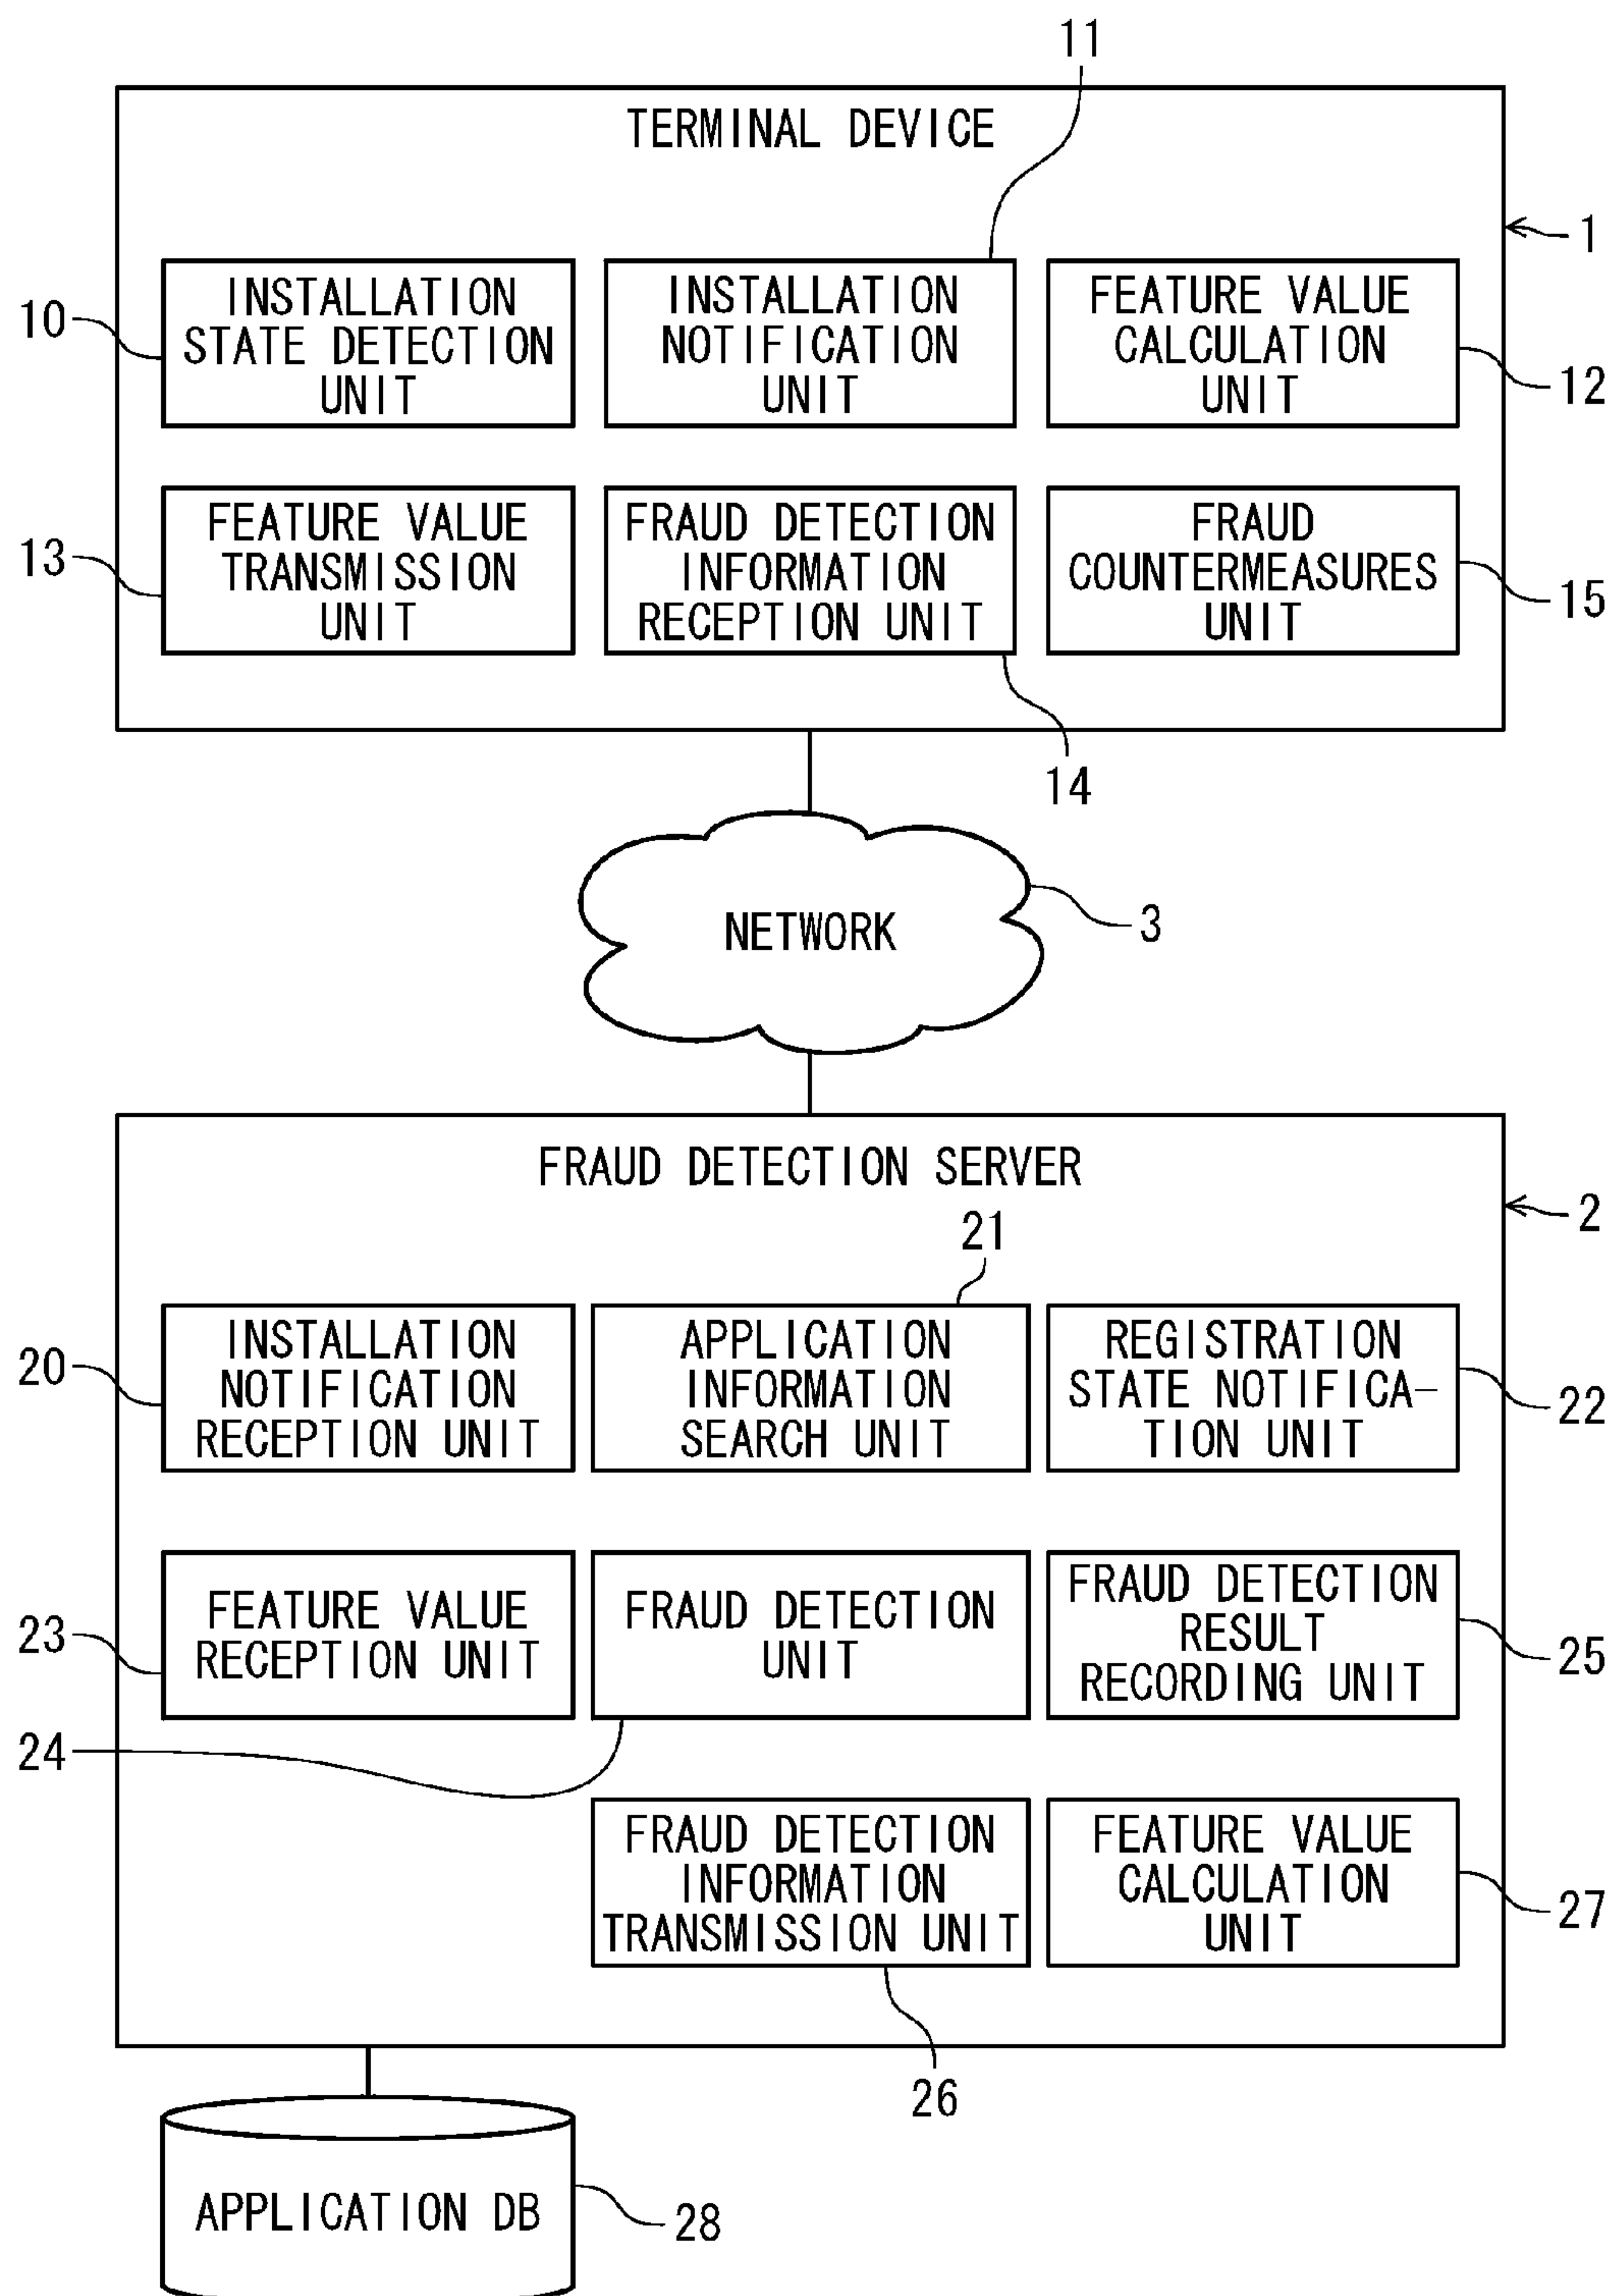 11
TERMINAL DEVICE
1
10
INSTALLATION
STATE DETECTION
UNIT
INSTALLATION
NOTIFICATION
UNIT
FEATURE VALUE
CALCULATION
UNIT
12
13
FEATURE VALUE
TRANSMISSION
UNIT
FRAUD DETECTION
INFORMATION
RECEPTION UNIT
FRAUD
COUNTERMEASURES
UNIT
15
14
NETWORK
3
FRAUD DETECTION SERVER
2
21
20
INSTALLATION
NOTIFICATION
RECEPTION UNIT
APPLICATION
INFORMATION
SEARCH UNIT
REGISTRATION
STATE NOTIFICA-
TION UNIT
22
23
FEATURE VALUE
RECEPTION UNIT
FRAUD DETECTION
UNIT
FRAUD DETECTION
RESULT
RECORDING UNIT
25
24
FRAUD DETECTION
INFORMATION
TRANSMISSION UNIT
FEATURE VALUE
CALCULATION
UNIT
27
26
APPLICATION DB
28